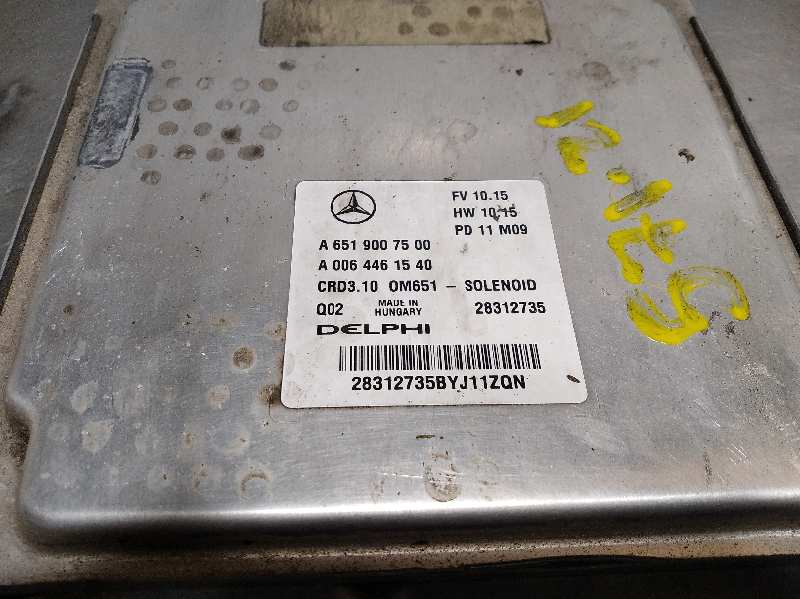 FV 10.15
HW 10.15
PD 11 M09
A 651 900 75 00
A 006 446 15 40
CRD3.10 OM651 - SOLENOID
Q02 MADE IN HUNGARY 28312735
DELPHI
28312735BYJ11ZQN